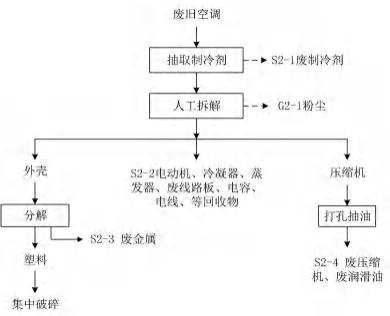 废旧空调
抽取制冷剂
S2-1废制冷剂
人工拆解
G2-1粉尘
外壳
S2-2电动机、冷凝器、蒸
发器、废线路板、电容、
电线、等回收物
压缩机
分解
打孔抽油
S2-3 废金属
塑料
S2-4 废压缩
机、废润滑油
集中破碎